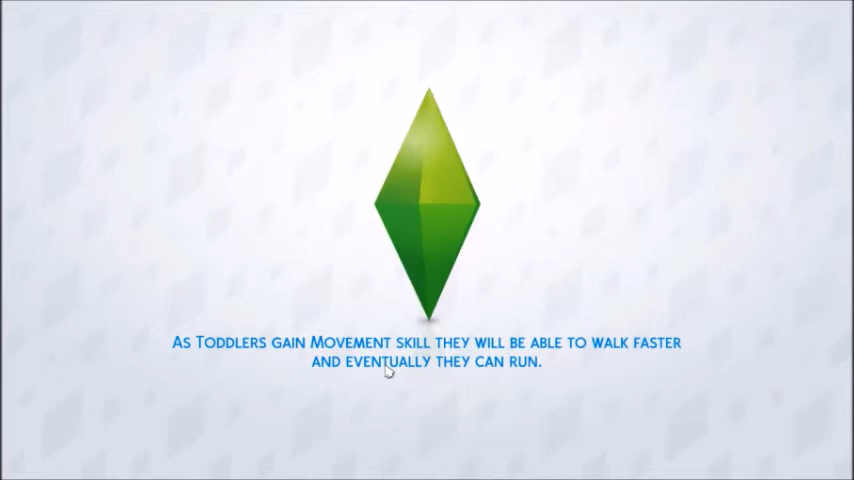 As Toddlers gain Movement skill they will be able to walk faster
and eventually they can run.